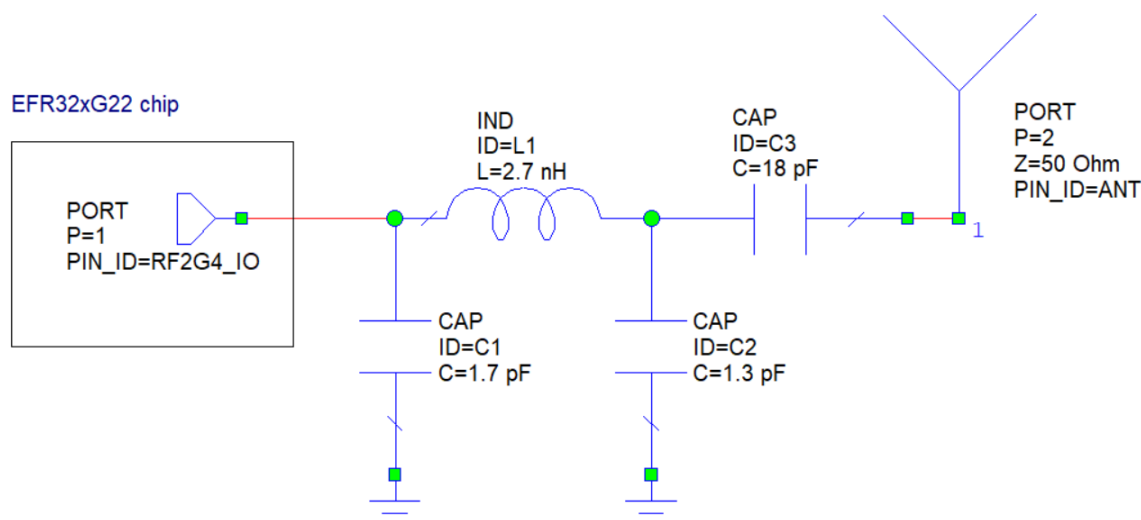 EFR32xG22 chip
PORT
P=1
PIN_ID=RF2G4_IO
IND
ID=L1
L=2.7 nH
CAP
ID=C1
C=1.7 pF
CAP
ID=C2
C=1.3 pF
CAP
ID=C3
C=18 pF
PORT
P=2
Z=50 Ohm
PIN_ID=ANT
1